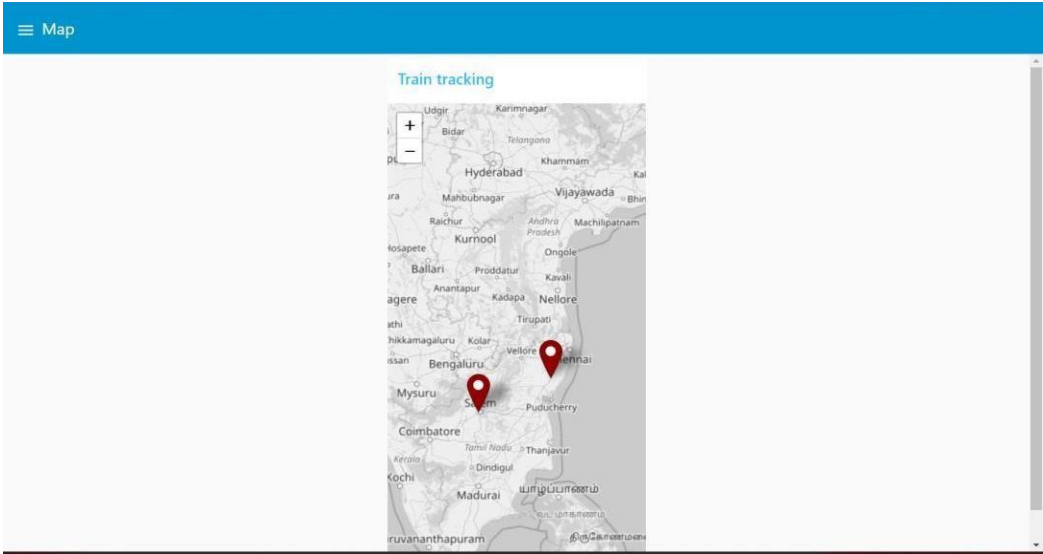 Map
Train tracking
+
−
Udgir
Karimnagar
Bidar
Telangana
Khammam
Hyderabad
Mahbubnagar
Vijayawada
Raichur
Andhra
Pradesh
Machilipatnam
Kurnool
Ongole
Ballari
Proddatur
Kavali
Anantapur
Kadapa
Nellore
Tirupati
Kolar
Vellore
Bengaluru
Mysuru
Puducherry
Coimbatore
Tamil Nadu
Thanjavur
Kerala
Dindigul
Kochi
யாழ்ப்பாணம்
Madurai